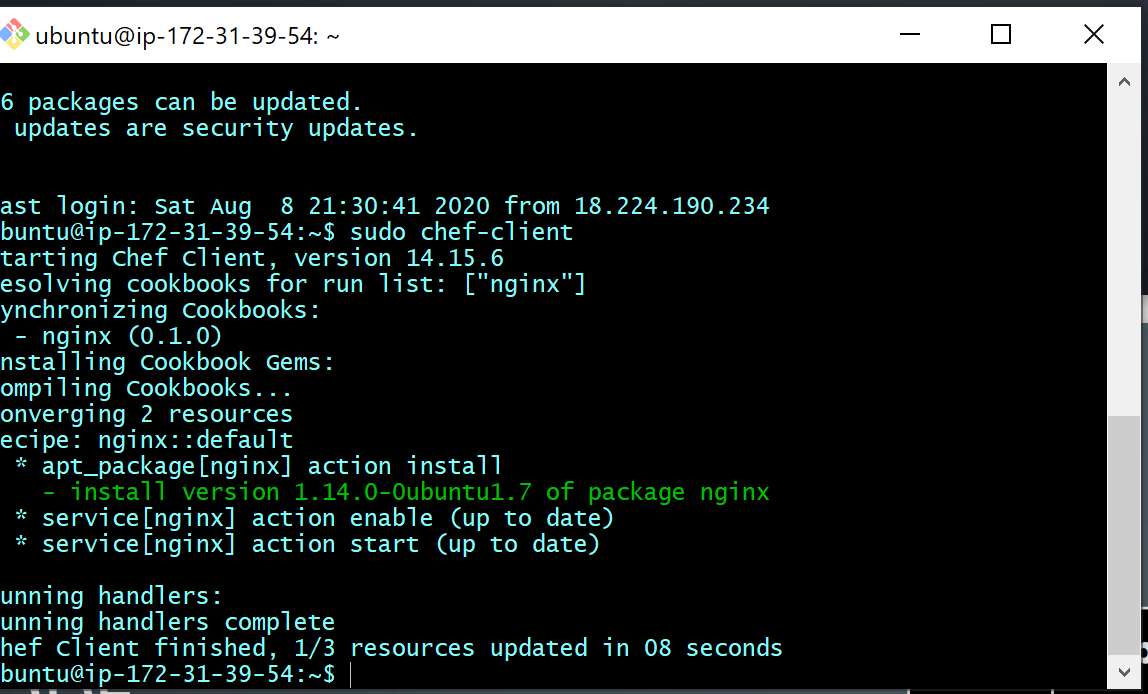 ubuntu@ip-172-31-39-54: ~
6 packages can be updated.
updates are security updates.
ast login: Sat Aug  8 21:30:41 2020 from 18.224.190.234
buntu@ip-172-31-39-54:~$ sudo chef-client
tarting Chef Client, version 14.15.6
esolving cookbooks for run list: ["nginx"]
ynchronizing Cookbooks:
- nginx (0.1.0)
nstalling Cookbook Gems:
ompiling Cookbooks...
onverging 2 resources
ecipe: nginx::default
* apt_package[nginx] action install
- install version 1.14.0-0ubuntu1.7 of package nginx
* service[nginx] action enable (up to date)
* service[nginx] action start (up to date)
unning handlers:
unning handlers complete
hef Client finished, 1/3 resources updated in 08 seconds
buntu@ip-172-31-39-54:~$